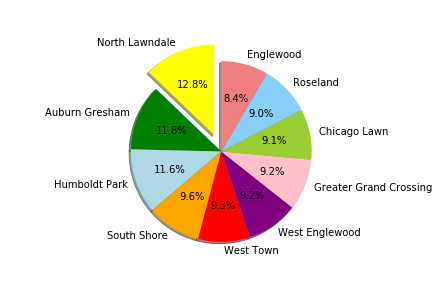 North Lawndale
12.8%
Englewood
8.4%
Roseland
9.0%
Chicago Lawn
9.1%
Greater Grand Crossing
9.2%
West Englewood
9.2%
West Town
9.3%
South Shore
9.6%
Humboldt Park
11.6%
Auburn Gresham
11.8%